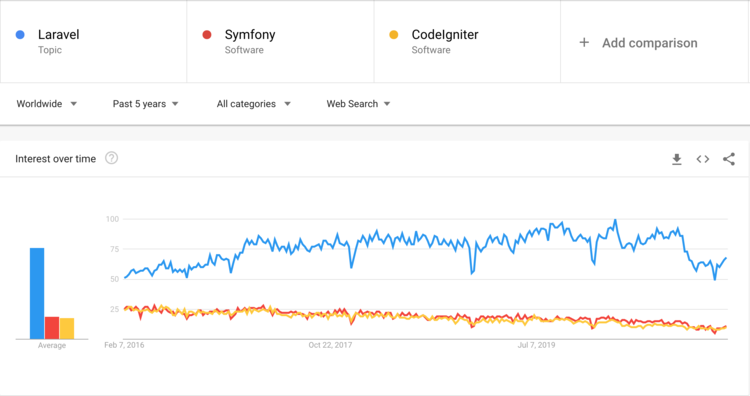 Laravel
Topic
Symfony
Software
CodeIgniter
Software
+ Add comparison
Worldwide
Past 5 years
All categories
Web Search
Interest over time ?
100
75
50
25
Average
Feb 7, 2016
Oct 22, 2017
Jul 7, 2019